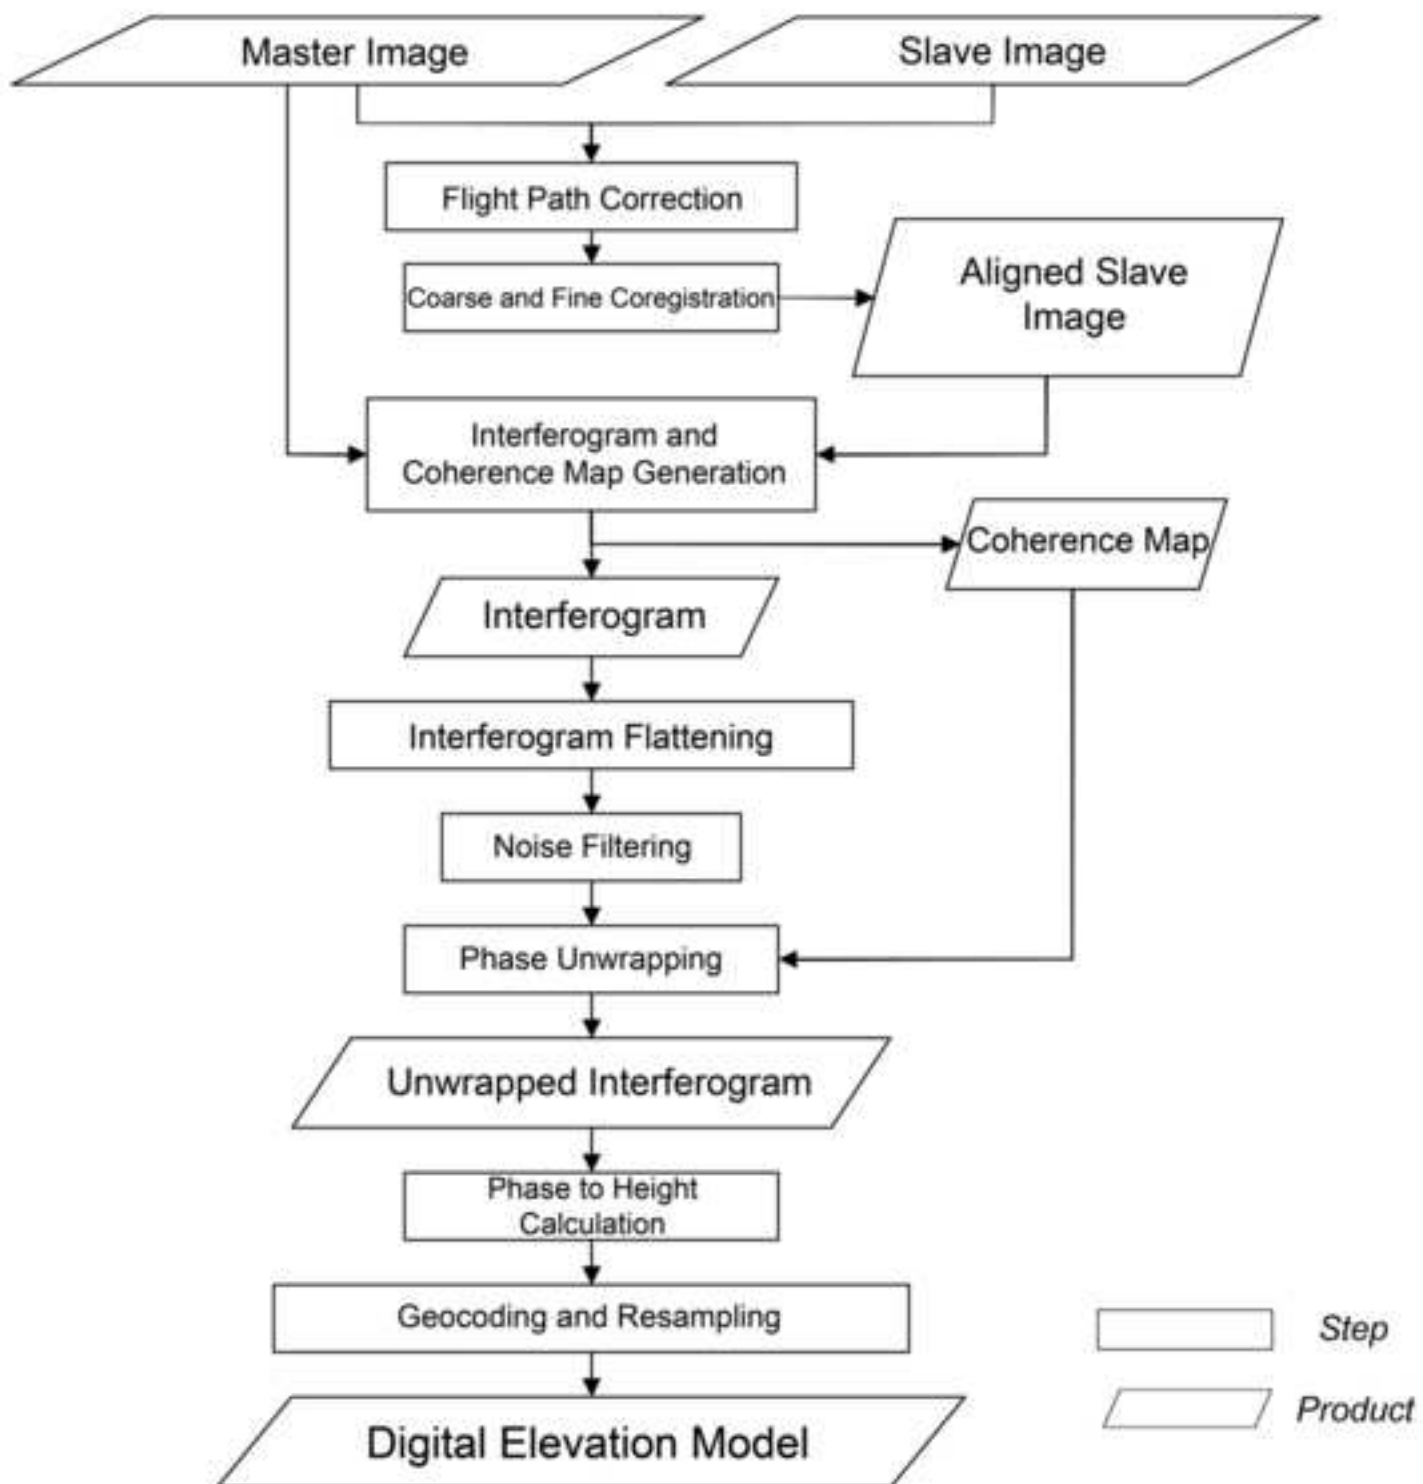 Master Image
Slave Image
Flight Path Correction
Coarse and Fine Coregistration
Aligned Slave
Image
Interferogram and
Coherence Map Generation
Coherence Map
Interferogram
Interferogram Flattening
Noise Filtering
Phase Unwrapping
Unwrapped Interferogram
Phase to Height
Calculation
Geocoding and Resampling
Step
Product
Digital Elevation Model